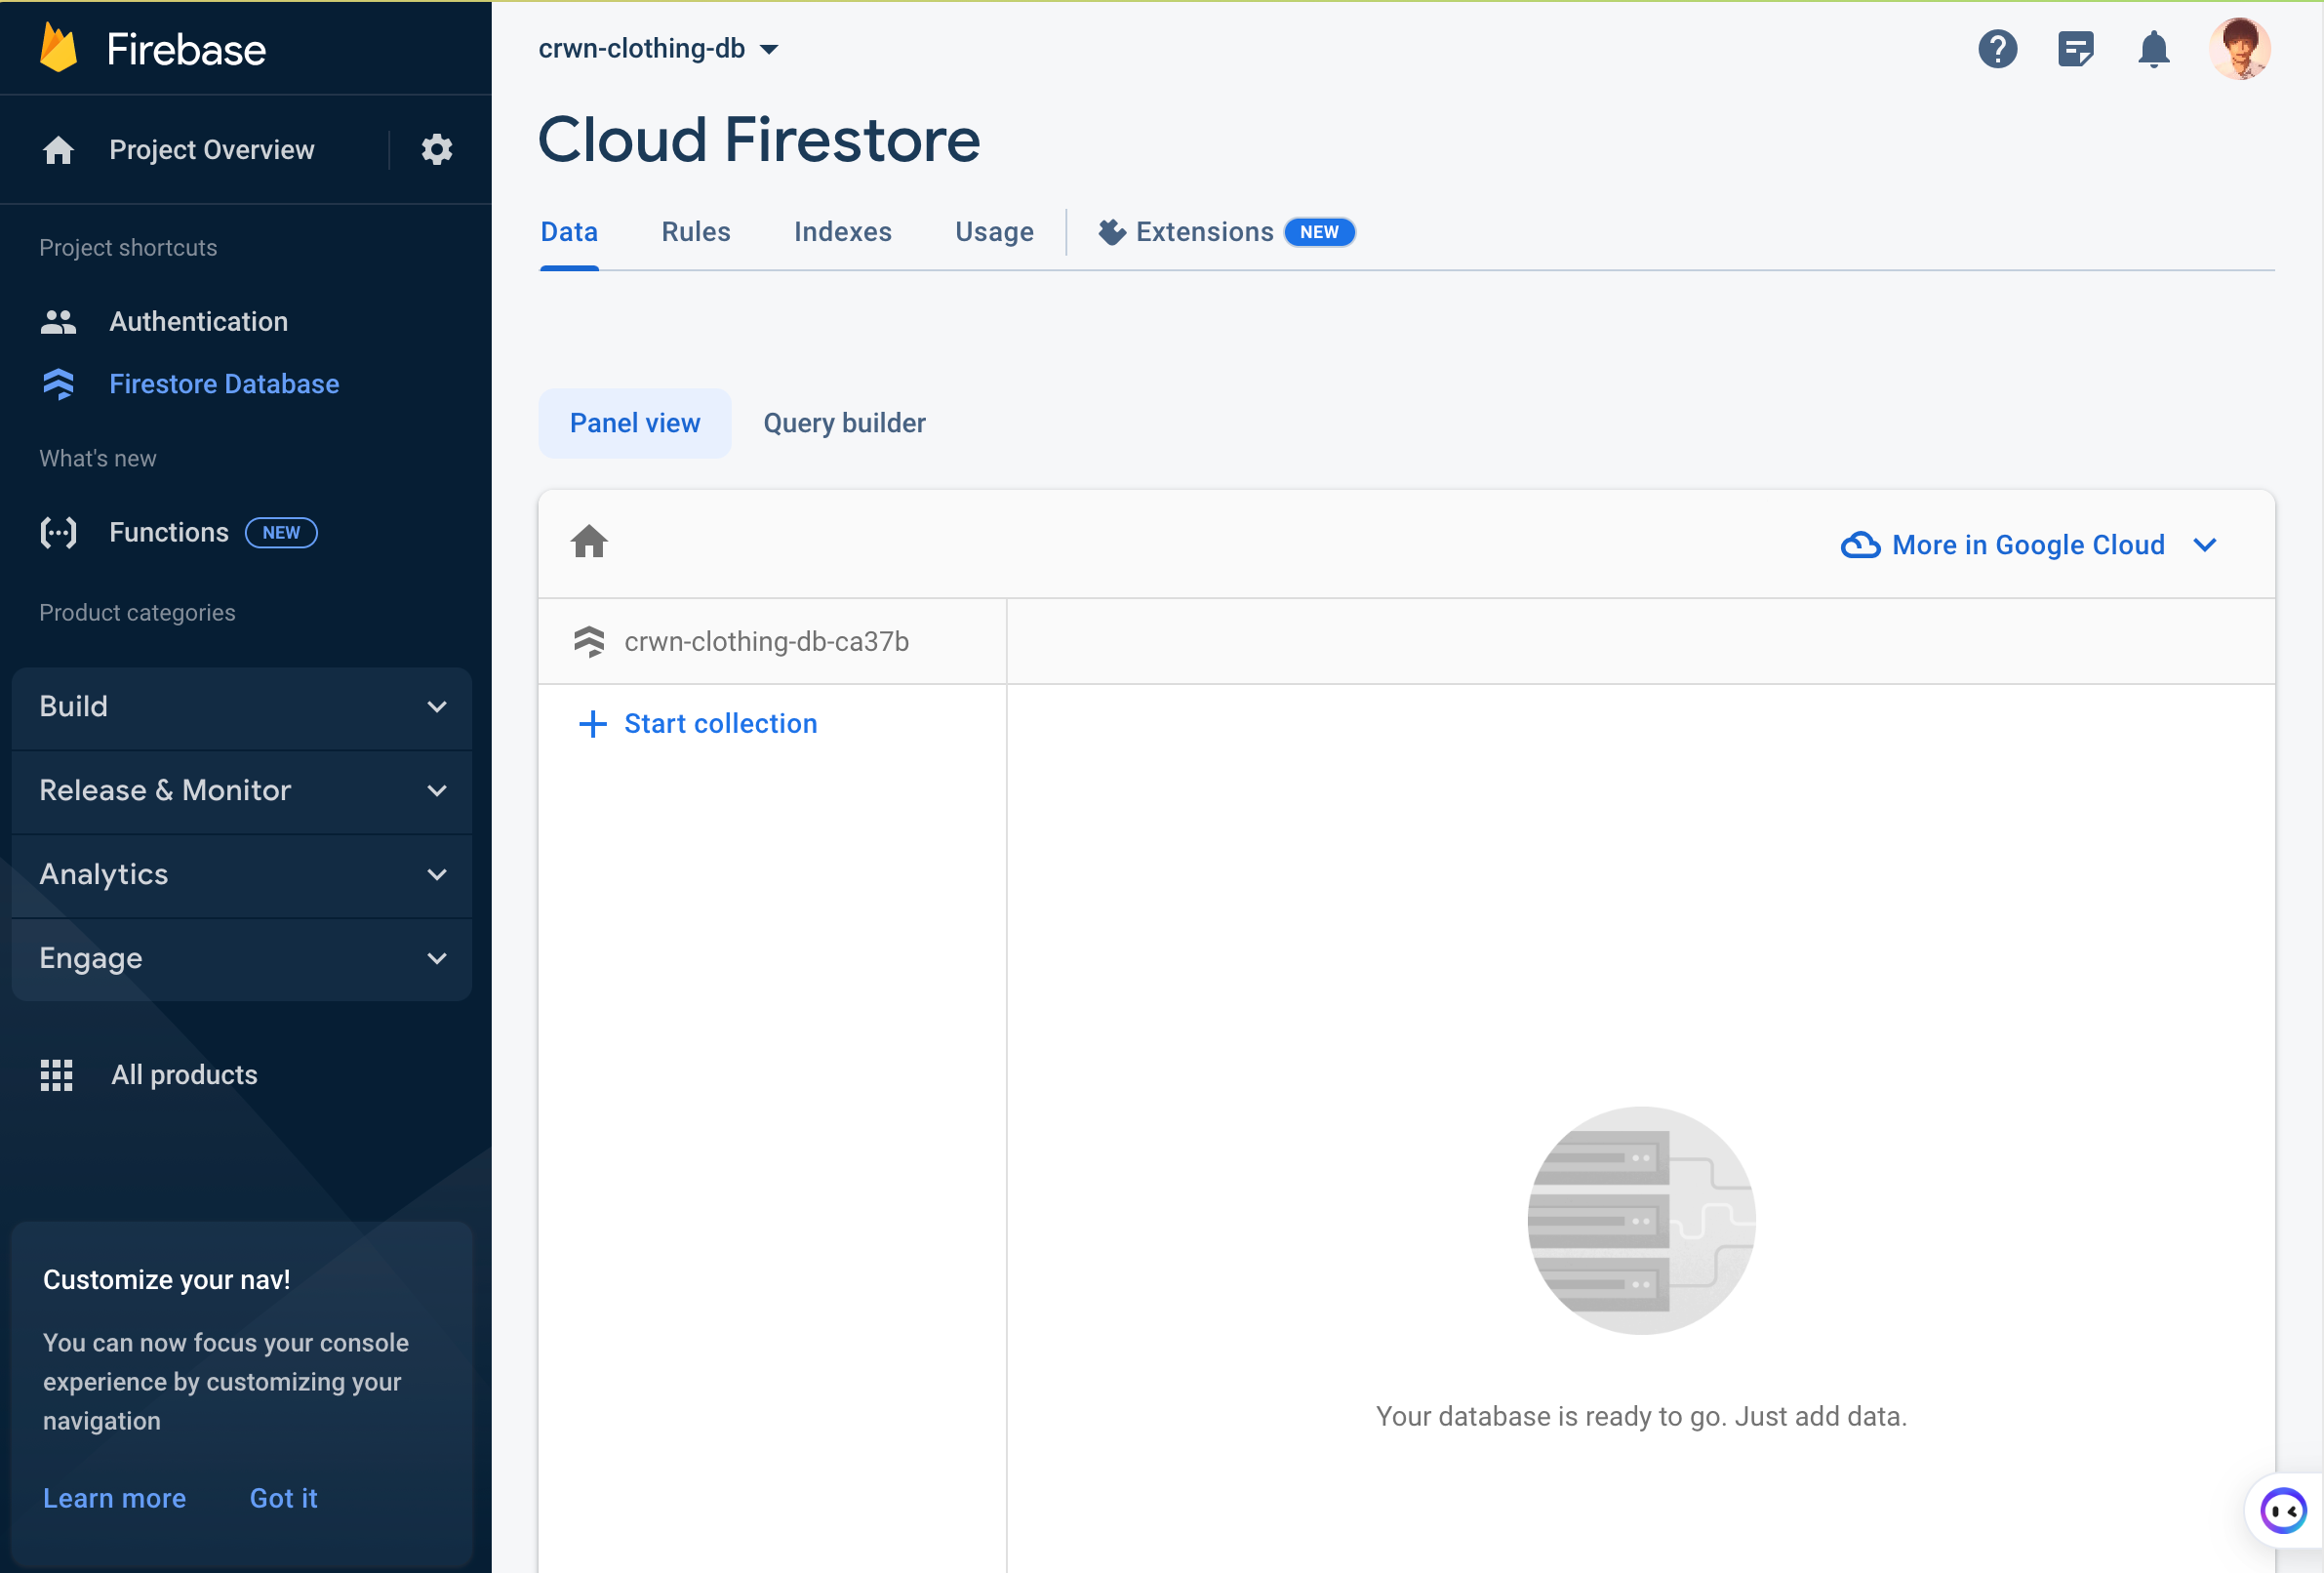 Firebase
Project Overview
Project shortcuts
Authentication
Firestore Database
What's new
Functions NEW
Product categories
Build
Release & Monitor
Analytics
Engage
All products
Customize your nav!
You can now focus your console
experience by customizing your
navigation
Learn more Got it
crwn-clothing-db
Cloud Firestore
Data Rules Indexes Usage Extensions NEW
Panel view Query builder
More in Google Cloud
crwn-clothing-db-ca37b
Start collection
Your database is ready to go. Just add data.